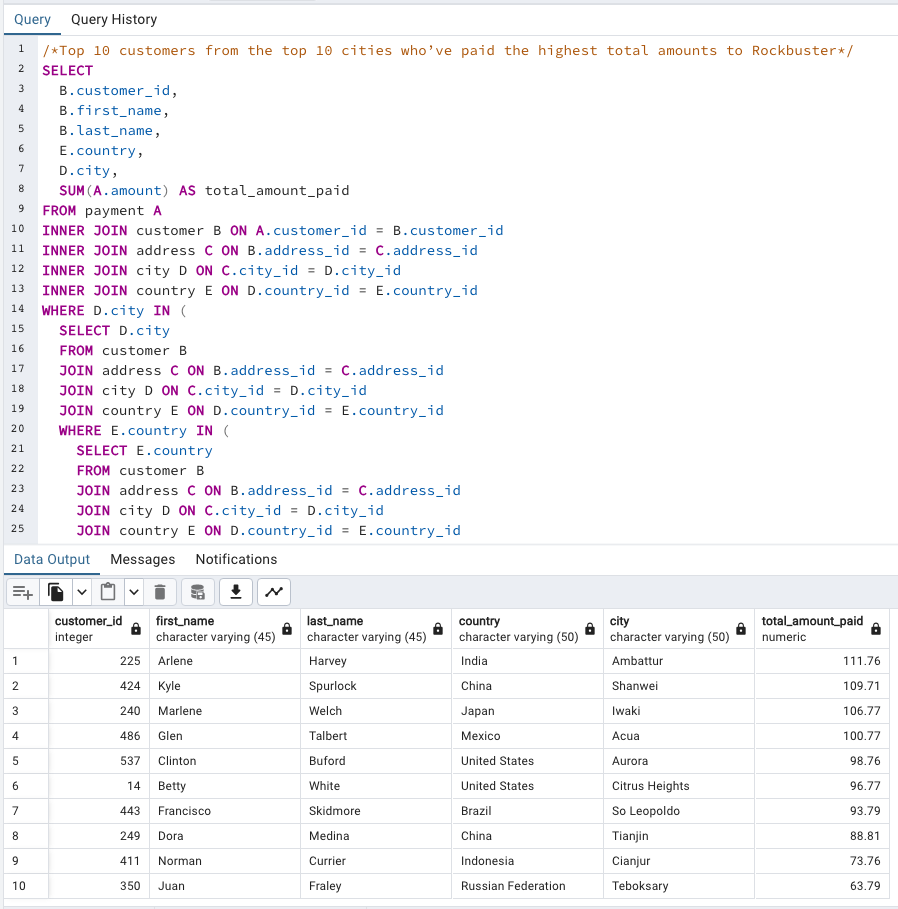 Query Query History
1 /*Top 10 customers from the top 10 cities who’ve paid the highest total amounts to Rockbuster*/
2 SELECT
3 B.customer_id,
4 B.first_name,
5 B.last_name,
6 E.country,
7 D.city,
8 SUM(A.amount) AS total_amount_paid
9 FROM payment A
10 INNER JOIN customer B ON A.customer_id = B.customer_id
11 INNER JOIN address C ON B.address_id = C.address_id
12 INNER JOIN city D ON C.city_id = D.city_id
13 INNER JOIN country E ON D.country_id = E.country_id
14 WHERE D.city IN (
15 SELECT D.city
16 FROM customer B
17 JOIN address C ON B.address_id = C.address_id
18 JOIN city D ON C.city_id = D.city_id
19 JOIN country E ON D.country_id = E.country_id
20 WHERE E.country IN (
21 SELECT E.country
22 FROM customer B
23 JOIN address C ON B.address_id = C.address_id
24 JOIN city D ON C.city_id = D.city_id
25 JOIN country E ON D.country_id = E.country_id
Data Output Messages Notifications
customer_id first_name last_name country city total_amount_paid
integer character varying (45) character varying (45) character varying (50) character varying (50) numeric
1 225 Arlene Harvey India Ambattur 111.76
2 424 Kyle Spurlock China Shanwei 109.71
3 240 Marlene Welch Japan Iwaki 106.77
4 486 Glen Talbert Mexico Acua 100.77
5 537 Clinton Buford United States Aurora 98.76
6 14 Betty White United States Citrus Heights 96.77
7 443 Francisco Skidmore Brazil So Leopoldo 93.79
8 249 Dora Medina China Tianjin 88.81
9 411 Norman Currier Indonesia Cianjur 73.76
10 350 Juan Fraley Russian Federation Teboksary 63.79